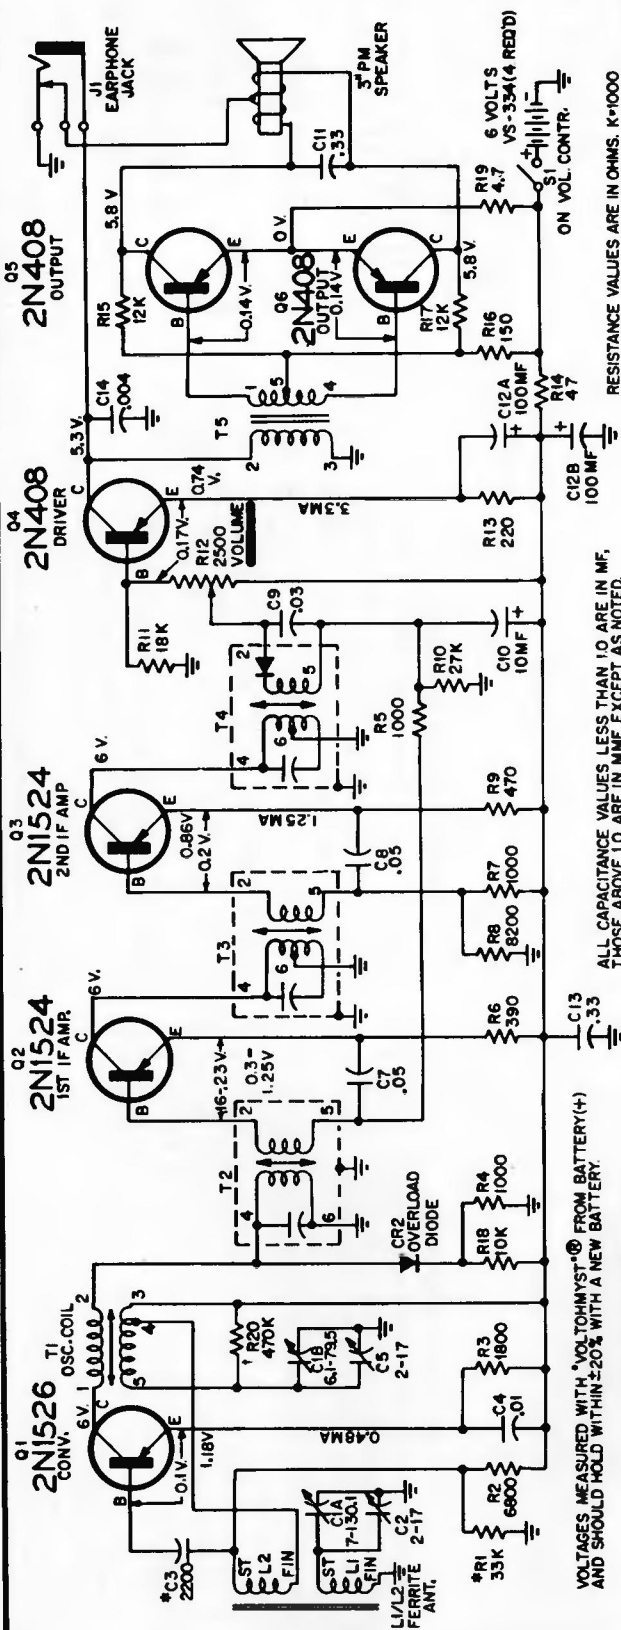 Q1
2N1526
CONV.
Q2
2N1524
1ST IF AMP.
Q3
2N1524
2ND IF AMP
Q4
2N408
DRIVER
Q5
2N408
OUTPUT
J1
EARPHONE
JACK
T1
OSC. COIL
6V.
1
2
3
4
5
C
B
E
0.1V.
1.18V
*C3
2200
ST
L2
FIN
ST
L1
FIN
L1/L2
FERRITE
ANT.
C1A
7-130.1
C2
2-17
*R1
33K
R2
6800
0.48MA
C4
.01
R3
1800
R20
470K
C1B
6.1-79.5
C5
2-17
CR2
OVERLOAD
DIODE
R18
10K
R4
1000
T2
4
6
2
5
C
B
E
6V.
.16-.23V.
0.3=
1.25V
C7
.05
R6
390
C13
.33
T3
4
6
2
5
C
B
E
6 V.
0.86V
0.2V.
1.25MA
C8
.05
R8
8200
R7
1000
R9
470
T4
4
6
2
5
R5
1000
R10
27K
C9
.03
C10
10MF
R11
18K
R12
2500
VOLUME
C
B
E
5.3V.
0.17V.
0.74
V.
3.3MA
R13
220
C12A
100MF
C12B
100MF
R14
47
C14
.004
T5
2
3
1
5
4
R15
12K
5.8V
C
B
E
0.14V.
0 V.
Q6
2N408
OUTPUT
0.14V.
B
E
C
5.8V.
R17
12K
R16
150
R19
4.7
C11
.33
3" PM
SPEAKER
6 VOLTS
VS-334(4 REQ'D)
S1
ON VOL. CONTR.
VOLTAGES MEASURED WITH "VOLTOHMYST"® FROM BATTERY(+)
AND SHOULD HOLD WITHIN ±20% WITH A NEW BATTERY.
ALL CAPACITANCE VALUES LESS THAN 1.0 ARE IN MF,
THOSE ABOVE 1.0 ARE IN MMF EXCEPT AS NOTED.
RESISTANCE VALUES ARE IN OHMS. K=1000